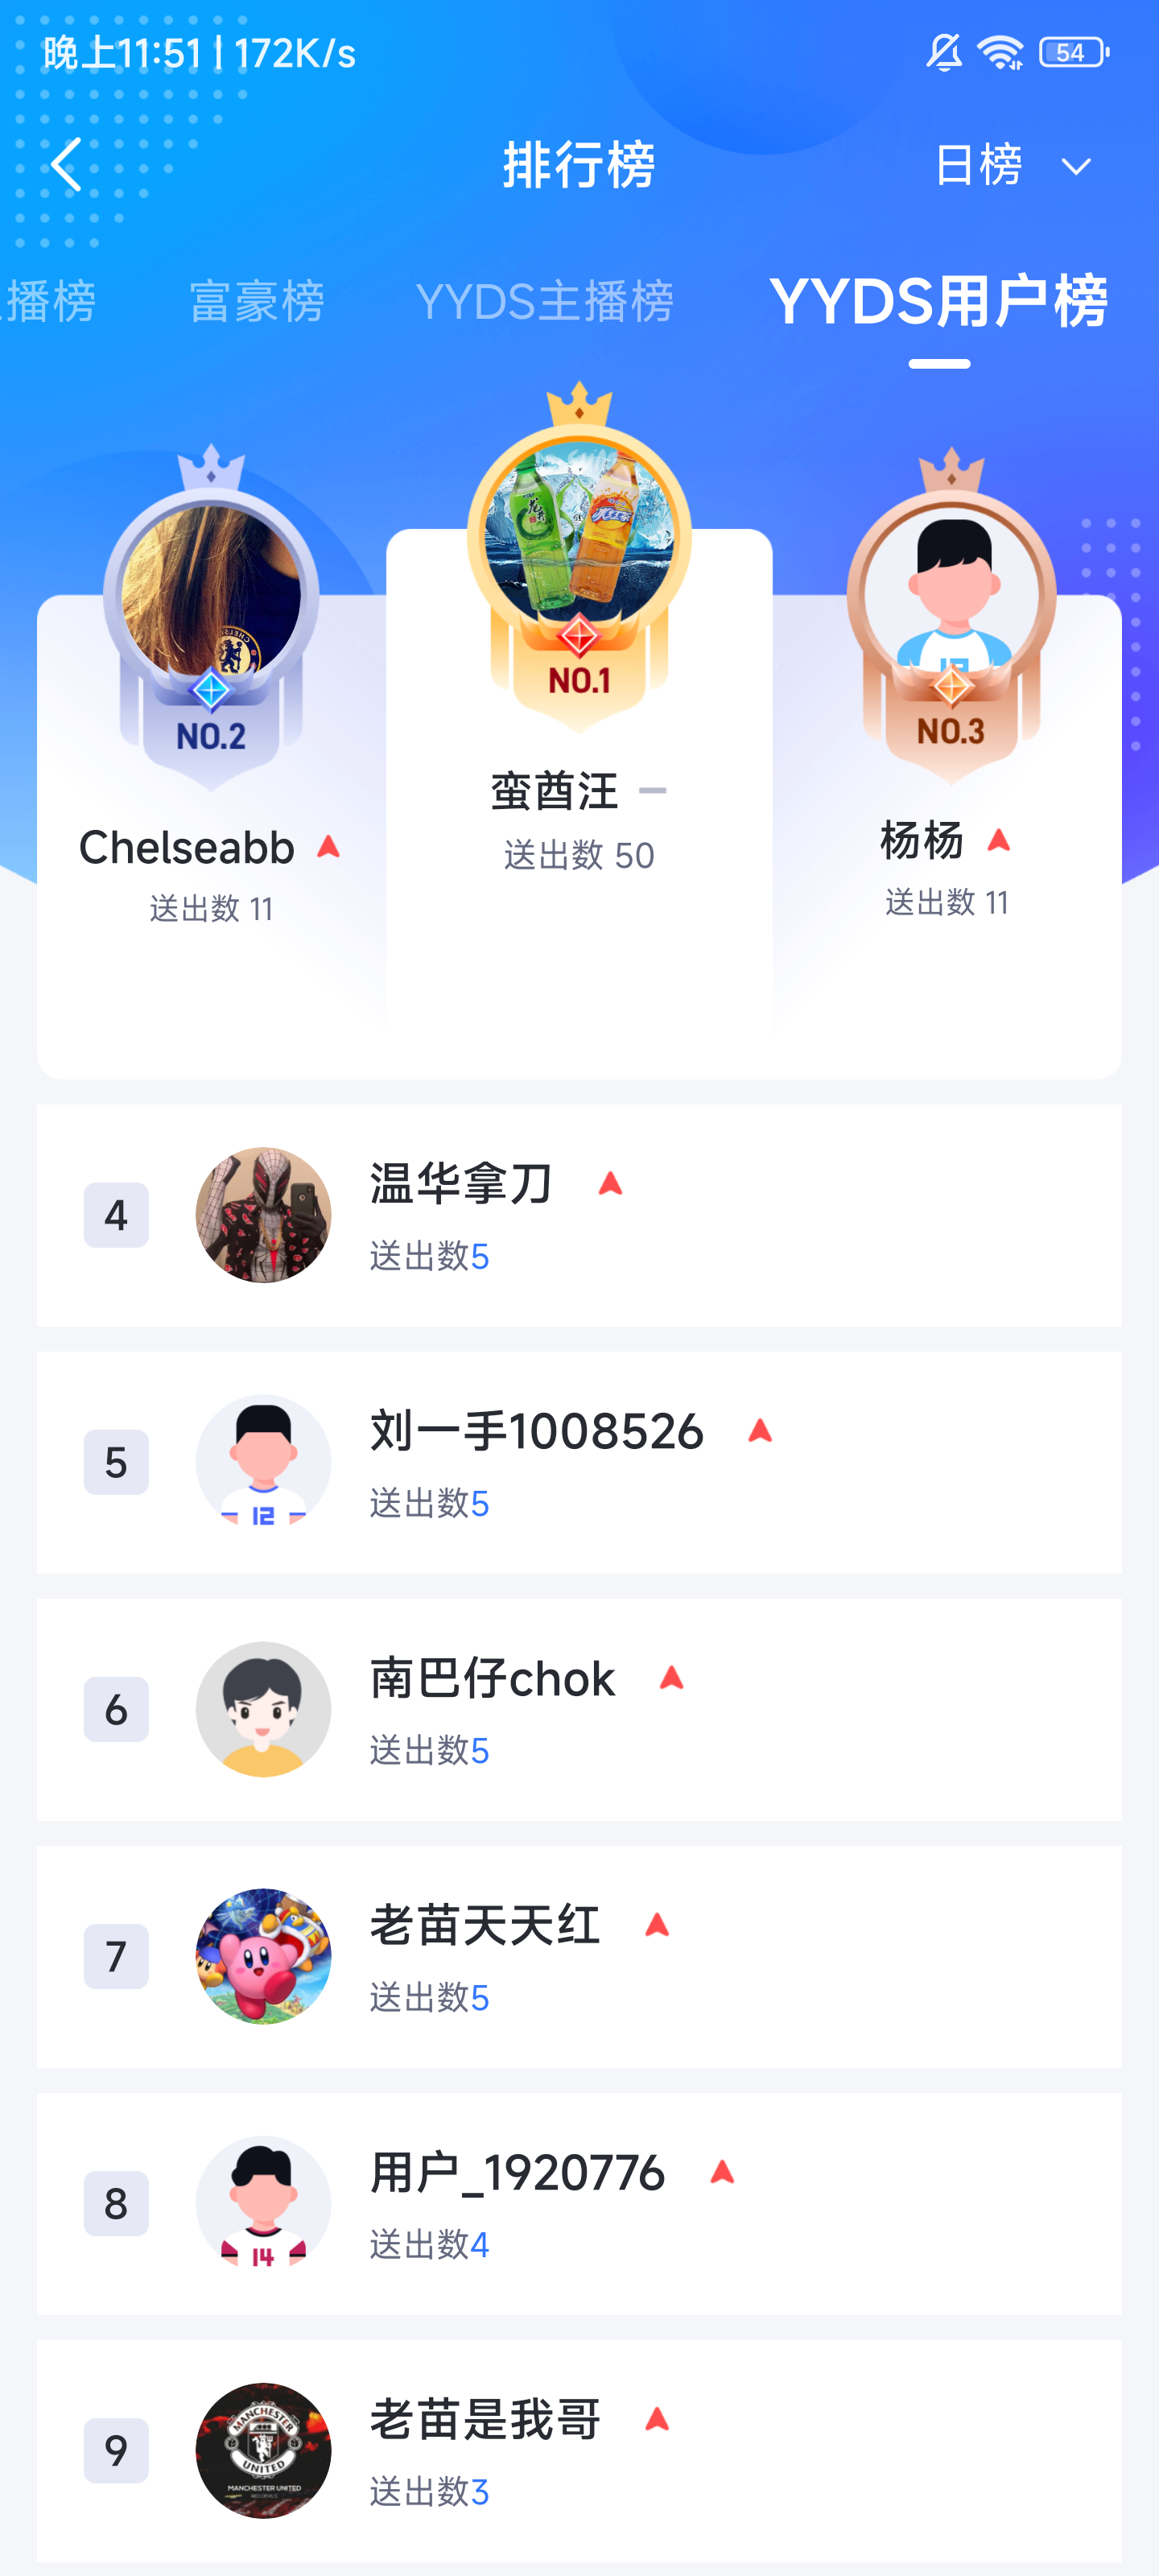 晚上11:51 | 172K/s
54
排行榜
日榜
播榜
富豪榜
YYDS主播榜
YYDS用户榜
NO.1
蛮酋汪
送出数 50
NO.2
Chelseabb
送出数 11
NO.3
杨杨
送出数 11
4
温华拿刀
送出数5
5
12
刘一手1008526
送出数5
6
南巴仔chok
送出数5
7
老苗天天红
送出数5
8
14
用户_1920776
送出数4
9
MANCHESTER
UNITED
MANCHESTER UNITED
老苗是我哥
送出数3